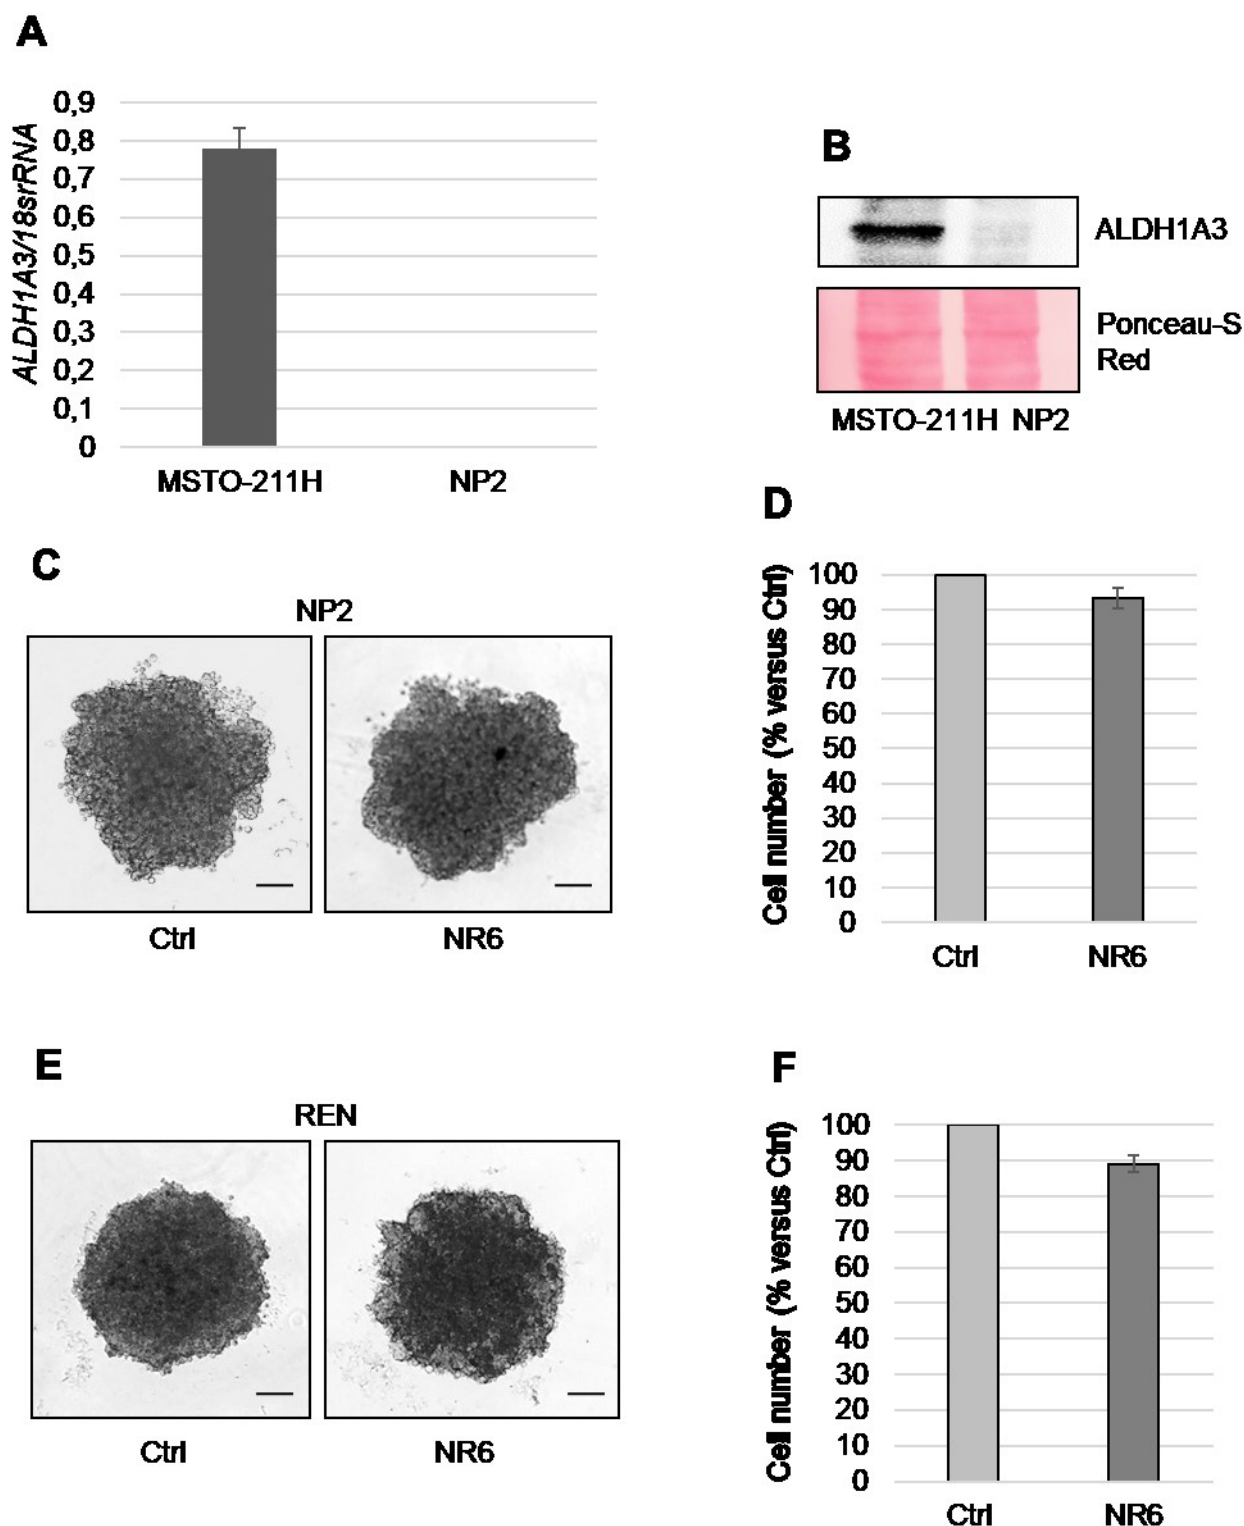 A
ALDH1A3/18srRNA
0,9
0,8
0,7
0,6
0,5
0,4
0,3
0,2
0,1
0
MSTO-211H NP2
B
ALDH1A3
Ponceau-S
Red
MSTO-211H NP2
C
NP2
Ctrl NR6
D
Cell number (% versus Ctrl)
100
90
80
70
60
50
40
30
20
10
0
Ctrl NR6
E
REN
Ctrl NR6
F
Cell number (% versus Ctrl)
100
90
80
70
60
50
40
30
20
10
0
Ctrl NR6